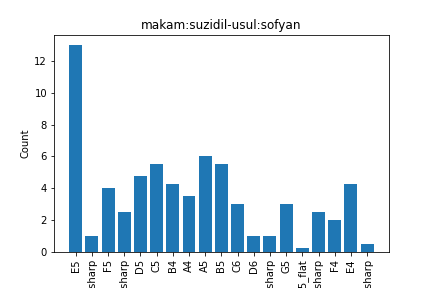 makam:suzidil-usul:sofyan
Count
12
10
8
6
4
2
0
E5
sharp
F5
sharp
D5
C5
B4
A4
A5
B5
C6
D6
sharp
G5
5_flat
sharp
F4
E4
sharp